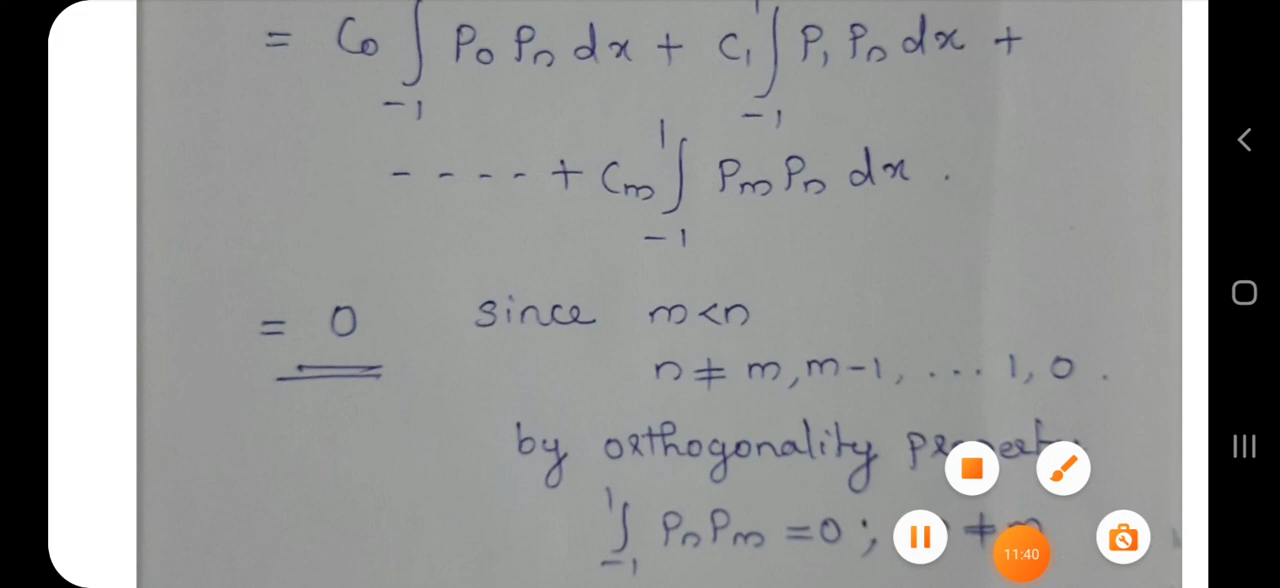 = C₀ ∫₋₁ P₀ Pₙ dx + C₁ ∫₋₁¹ P₁ Pₙ dx +
- - - - - + Cₘ ∫₋₁¹ Pₘ Pₙ dx .
= 0 since m<n
n ≠ m, m-1, ... 1, 0 .
by orthogonality
∫₋₁¹ Pₙ Pₘ = 0 ; ≠ m
11:40